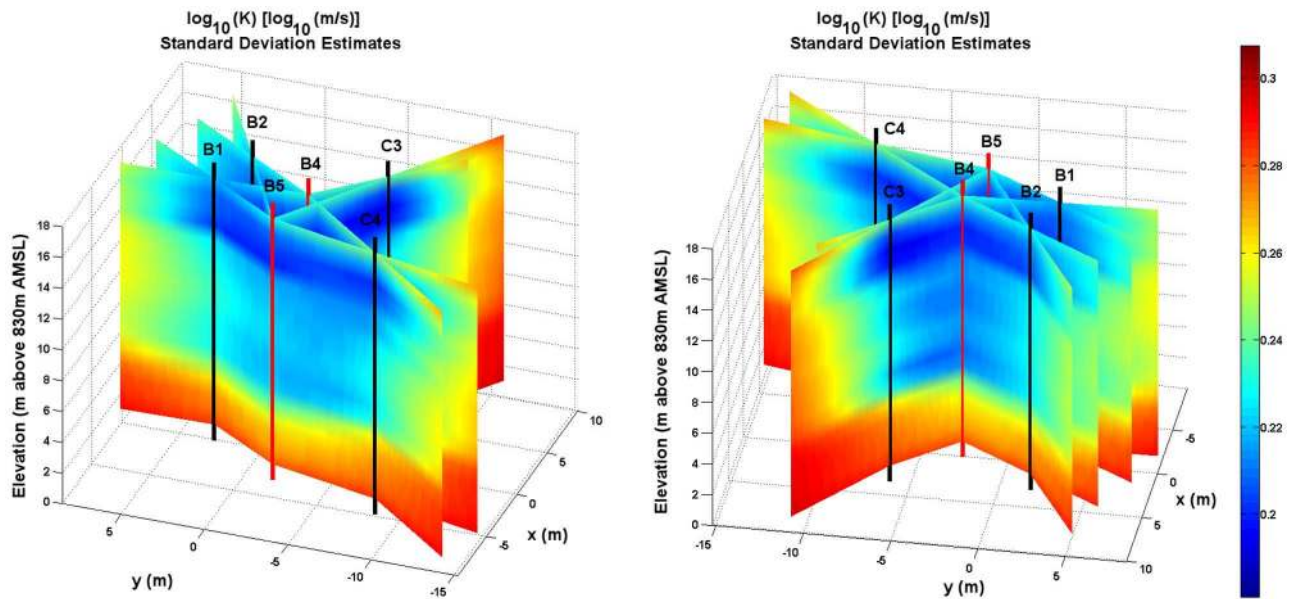 log10(K) [log10(m/s)]
Standard Deviation Estimates
B2
B1
B4
C3
B5
C4
18
16
14
12
10
8
6
4
2
0
Elevation (m above 830m AMSL)
5
0
-5
-10
-15
y (m)
10
5
0
-5
x (m)
log10(K) [log10(m/s)]
Standard Deviation Estimates
C4
B5
B4
B1
C3
B2
18
16
14
12
10
8
6
4
2
0
Elevation (m above 830m AMSL)
-15
-10
-5
0
5
10
y (m)
-5
0
5
10
x (m)
0.3
0.28
0.26
0.24
0.22
0.2